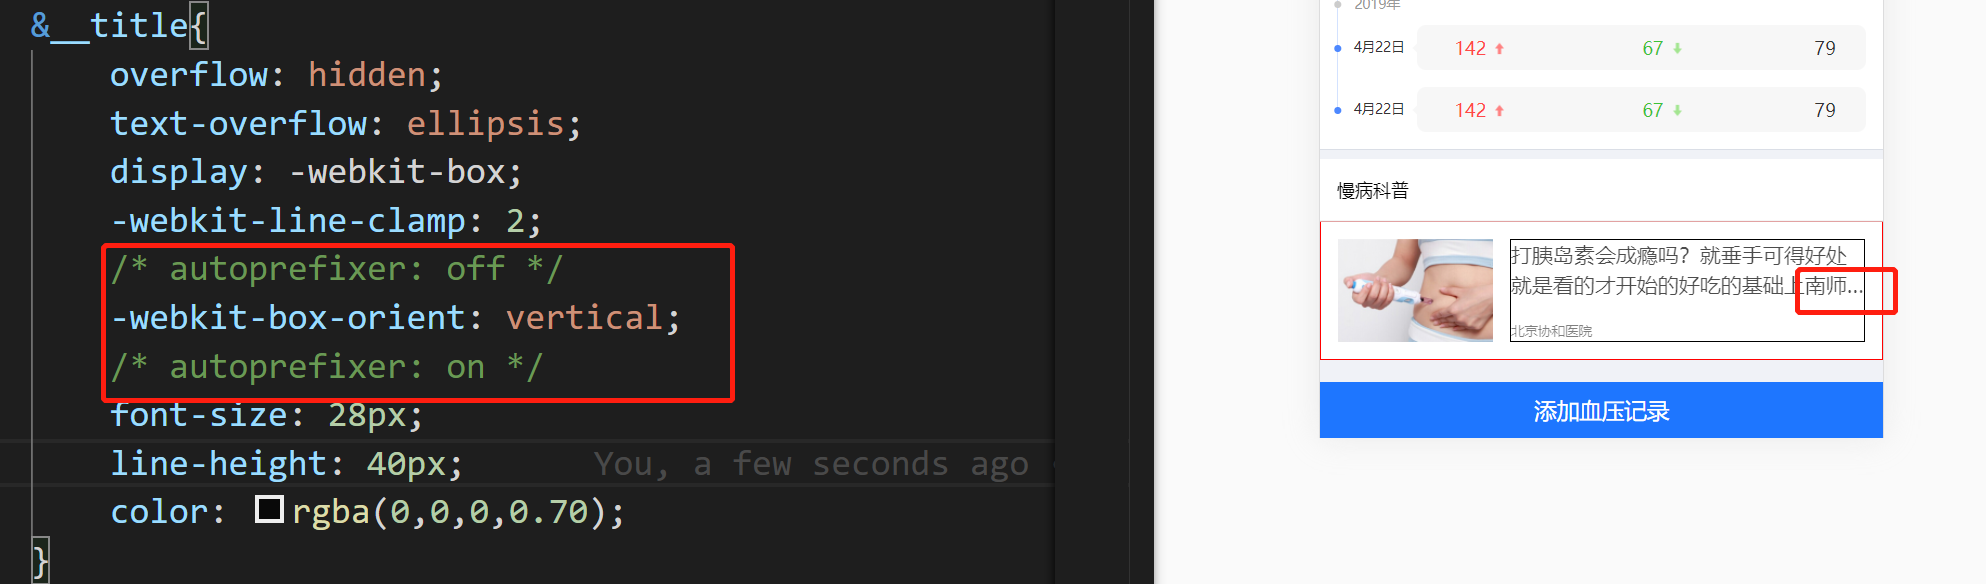 &__title{
overflow: hidden;
text-overflow: ellipsis;
display: -webkit-box;
-webkit-line-clamp: 2;
/* autoprefixer: off */
-webkit-box-orient: vertical;
/* autoprefixer: on */
font-size: 28px;
line-height: 40px; You, a few seconds ago
color: rgba(0,0,0,0.70);
}
2019年
4月22日 142 67 79
4月22日 142 67 79
慢病科普
打胰岛素会成瘾吗？就垂手可得好处
就是看的才开始的好吃的基础上南师...
北京协和医院
添加血压记录